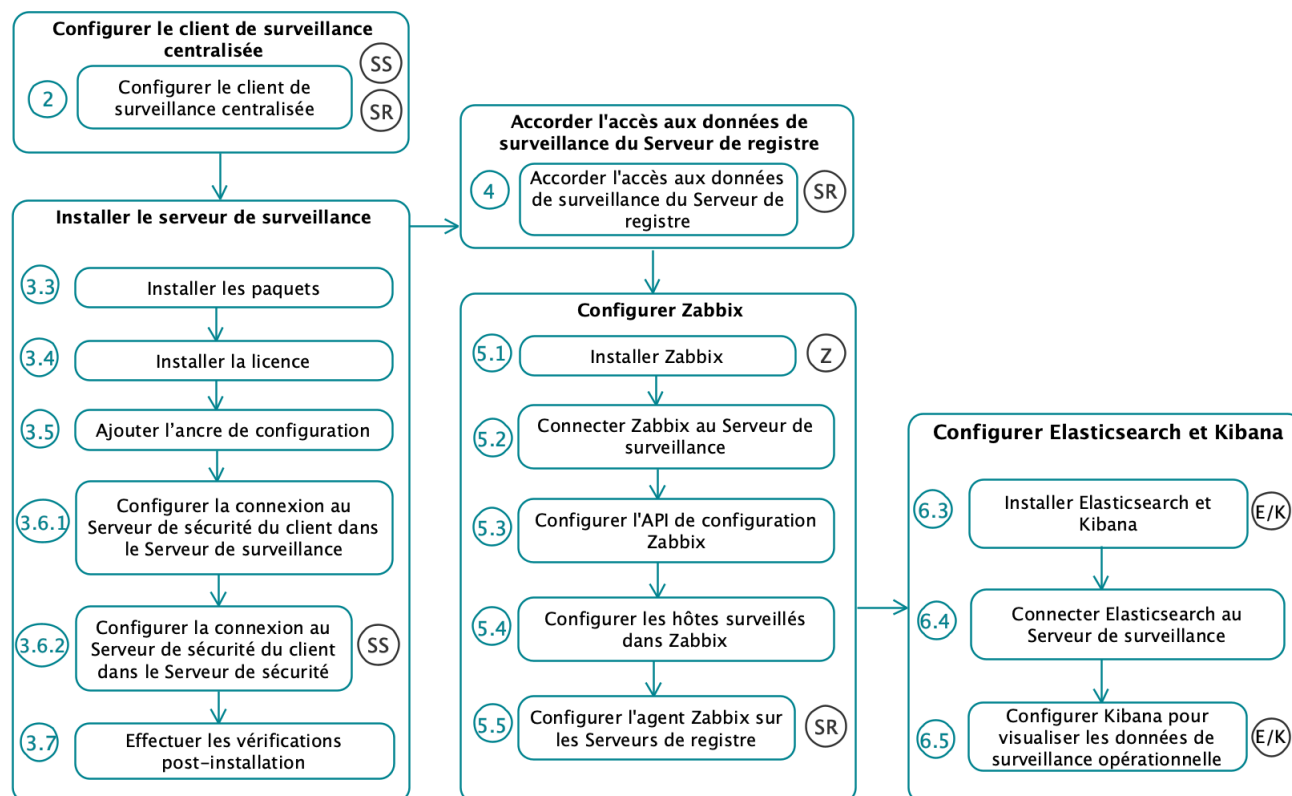 Configurer le client de surveillance
centralisée
2
Configurer le client de
surveillance centralisée
SS
SR
Installer le serveur de surveillance
3.3
Installer les paquets
3.4
Installer la licence
3.5
Ajouter l’ancre de configuration
3.6.1
Configurer la connexion au
Serveur de sécurité du client dans
le Serveur de surveillance
3.6.2
Configurer la connexion au
Serveur de sécurité du client
dans le Serveur de sécurité
SS
3.7
Effectuer les vérifications
post-installation
Accorder l'accès aux données de
surveillance du Serveur de registre
4
Accorder l'accès aux données
de surveillance du Serveur de
registre
SR
Configurer Zabbix
5.1
Installer Zabbix
Z
5.2
Connecter Zabbix au Serveur de
surveillance
5.3
Configurer l'API de configuration
Zabbix
5.4
Configurer les hôtes surveillés
dans Zabbix
5.5
Configurer l'agent Zabbix sur
les Serveurs de registre
SR
Configurer Elasticsearch et Kibana
6.3
Installer Elasticsearch et
Kibana
E/K
6.4
Connecter Elasticsearch au
Serveur de surveillance
6.5
Configurer Kibana pour
visualiser les données de
surveillance opérationnelle
E/K